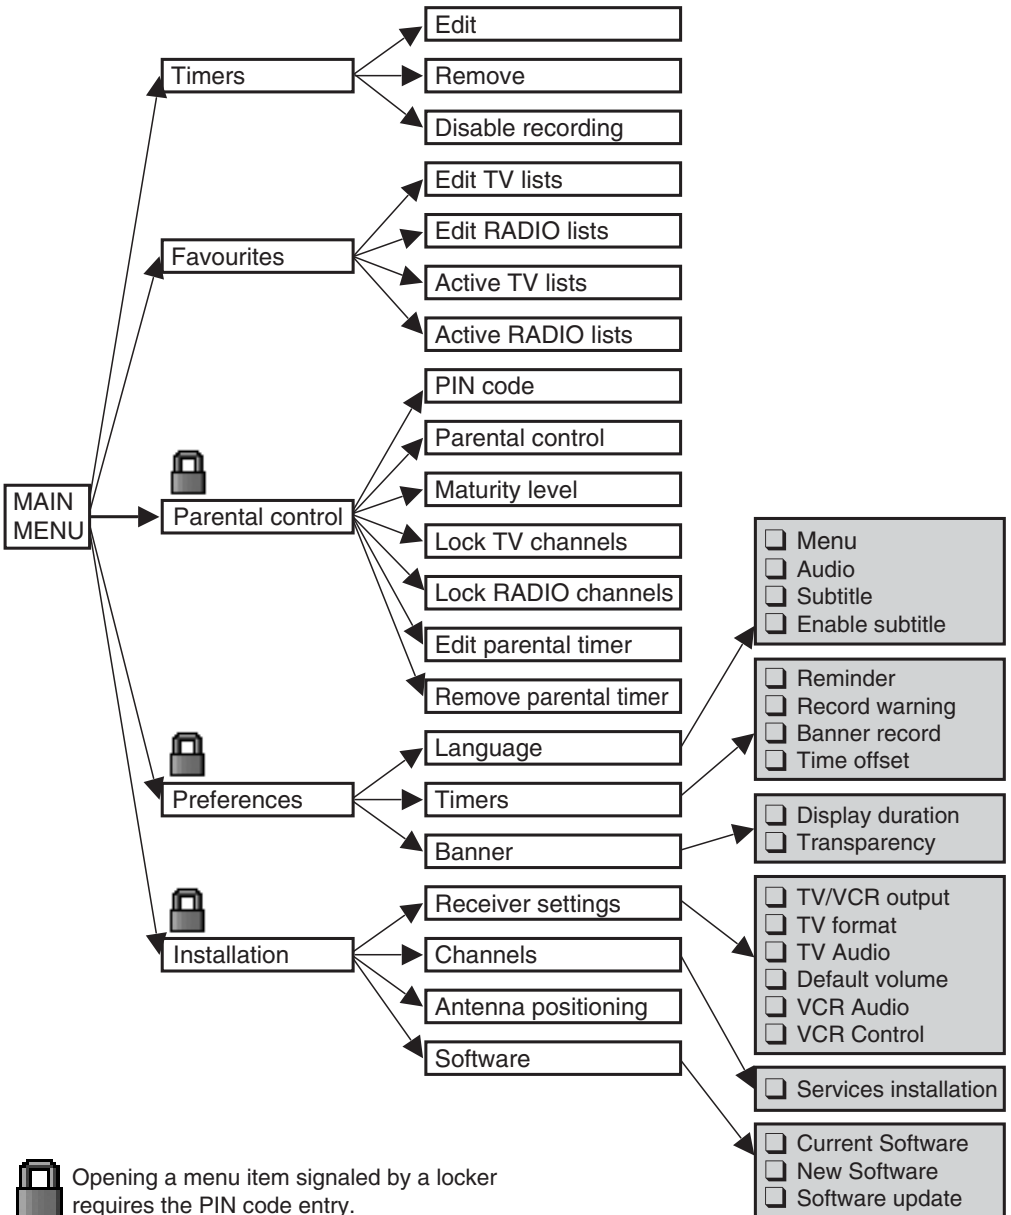 MAIN
MENU
Timers
Edit
Remove
Disable recording
Favourites
Edit TV lists
Edit RADIO lists
Active TV lists
Active RADIO lists
Parental control
PIN code
Parental control
Maturity level
Lock TV channels
Lock RADIO channels
Edit parental timer
Remove parental timer
Preferences
Language
Menu
Audio
Subtitle
Enable subtitle
Timers
Reminder
Record warning
Banner record
Time offset
Banner
Display duration
Transparency
Installation
Receiver settings
TV/VCR output
TV format
TV Audio
Default volume
VCR Audio
VCR Control
Channels
Services installation
Antenna positioning
Software
Current Software
New Software
Software update
Opening a menu item signaled by a locker
requires the PIN code entry.